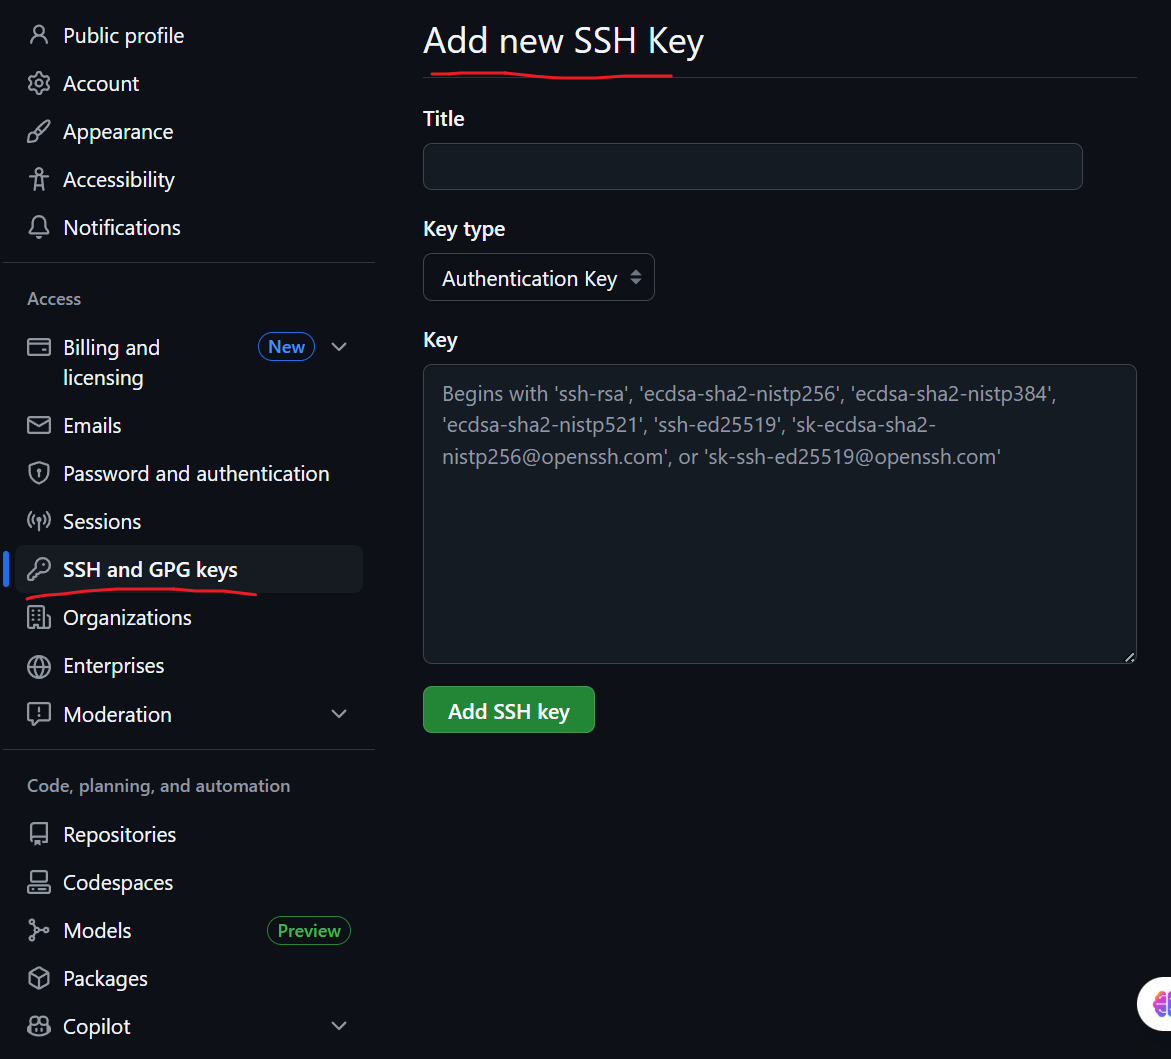 Public profile
Account
Appearance
Accessibility
Notifications
Access
Billing and
licensing
New
Emails
Password and authentication
Sessions
SSH and GPG keys
Organizations
Enterprises
Moderation
Code, planning, and automation
Repositories
Codespaces
Models
Preview
Packages
Copilot
Add new SSH Key
Title
Key type
Authentication Key
Key
Begins with 'ssh-rsa', 'ecdsa-sha2-nistp256', 'ecdsa-sha2-nistp384',
'ecdsa-sha2-nistp521', 'ssh-ed25519', 'sk-ecdsa-sha2-
nistp256@openssh.com', or 'sk-ssh-ed25519@openssh.com'
Add SSH key